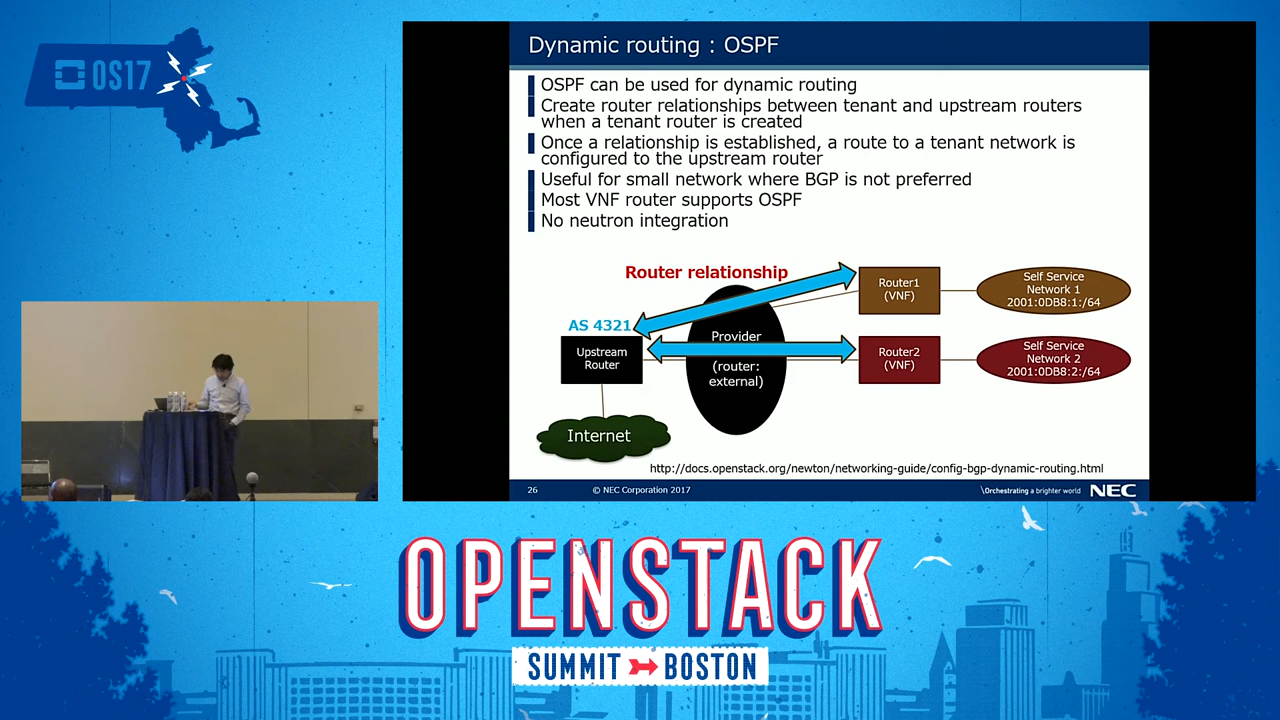 OS17
Dynamic routing : OSPF
OSPF can be used for dynamic routing
Create router relationships between tenant and upstream routers
when a tenant router is created
Once a relationship is established, a route to a tenant network is
configured to the upstream router
Useful for small network where BGP is not preferred
Most VNF router supports OSPF
No neutron integration
Router relationship
AS 4321
Upstream
Router
Provider
(router:
external)
Router1
(VNF)
Self Service
Network 1
2001:0DB8:1:/64
Router2
(VNF)
Self Service
Network 2
2001:0DB8:2:/64
Internet
http://docs.openstack.org/newton/networking-guide/config-bgp-dynamic-routing.html
26
© NEC Corporation 2017
\Orchestrating a brighter world
NEC
OPENSTACK
SUMMIT BOSTON